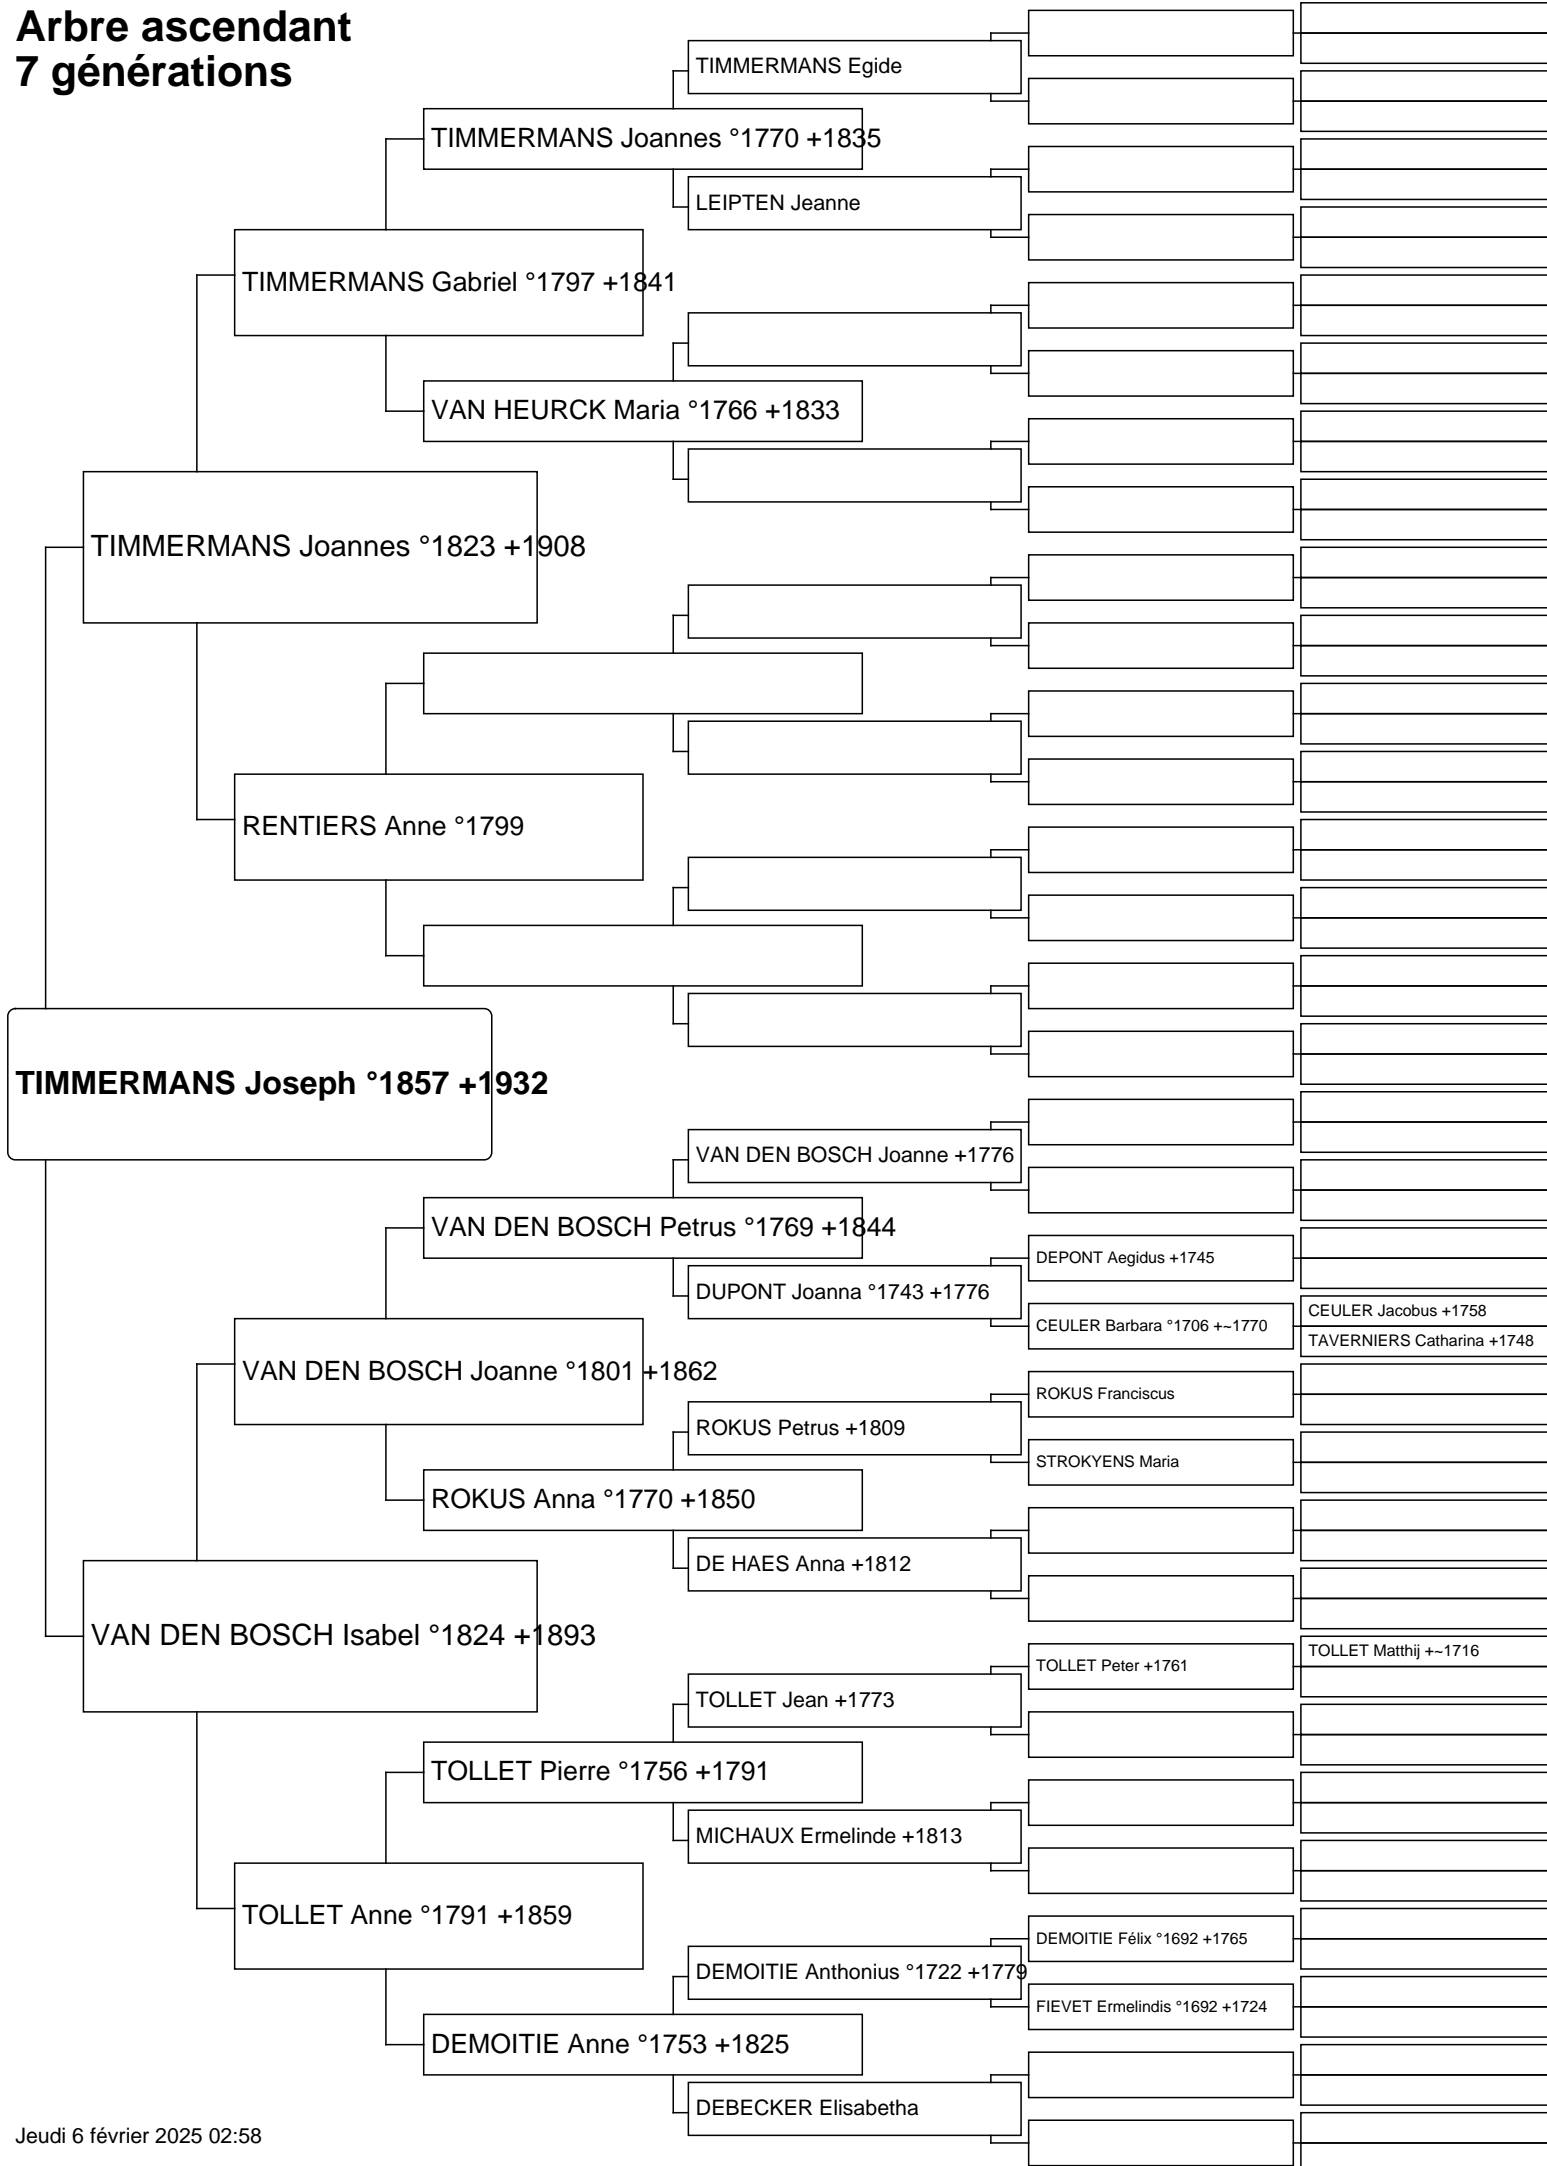 Arbre ascendant
7 générations
TIMMERMANS Egide
TIMMERMANS Joannes °1770 +1835
LEIPTEN Jeanne
TIMMERMANS Gabriel °1797 +1841
VAN HEURCK Maria °1766 +1833
TIMMERMANS Joannes °1823 +1908
RENTIERS Anne °1799
TIMMERMANS Joseph °1857 +1932
VAN DEN BOSCH Joanne +1776
VAN DEN BOSCH Petrus °1769 +1844
DEPONT Aegidus +1745
DUPONT Joanna °1743 +1776
CEULER Jacobus +1758
CEULER Barbara °1706 +~1770
TAVERNIERS Catharina +1748
VAN DEN BOSCH Joanne °1801 +1862
ROKUS Franciscus
ROKUS Petrus +1809
STROKYENS Maria
ROKUS Anna °1770 +1850
DE HAES Anna +1812
VAN DEN BOSCH Isabel °1824 +1893
TOLLET Matthij +~1716
TOLLET Peter +1761
TOLLET Jean +1773
TOLLET Pierre °1756 +1791
MICHAUX Ermelinde +1813
TOLLET Anne °1791 +1859
DEMOITIE Félix °1692 +1765
DEMOITIE Anthonius °1722 +1779
FIEVET Ermelindis °1692 +1724
DEMOITIE Anne °1753 +1825
DEBECKER Elisabetha
Jeudi 6 février 2025 02:58